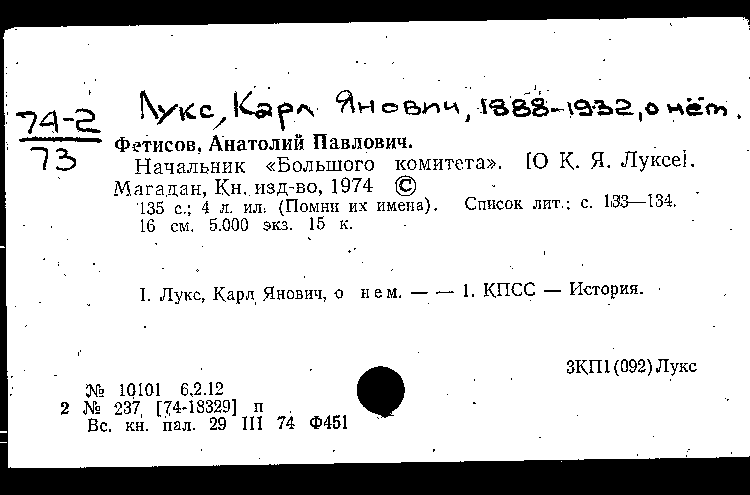 Лукс, Карл Янович, 1888-1932, о нём.
74-2
73
Фетисов, Анатолий Павлович.
Начальник «Большого комитета». [О К. Я. Луксе].
Магадан, Кн. изд-во, 1974 ©
135 с.; 4 л. ил. (Помни их имена). Список лит.: с. 133—134.
16 см. 5.000 экз. 15 к.
I. Лукс, Карл Янович, о нем. — — 1. КПСС — История.
ЗКП1(092)Лукс
№ 10101 6.2.12
2 № 237 [74-18329] п
Вс. кн. пал. 29 III 74 Ф451